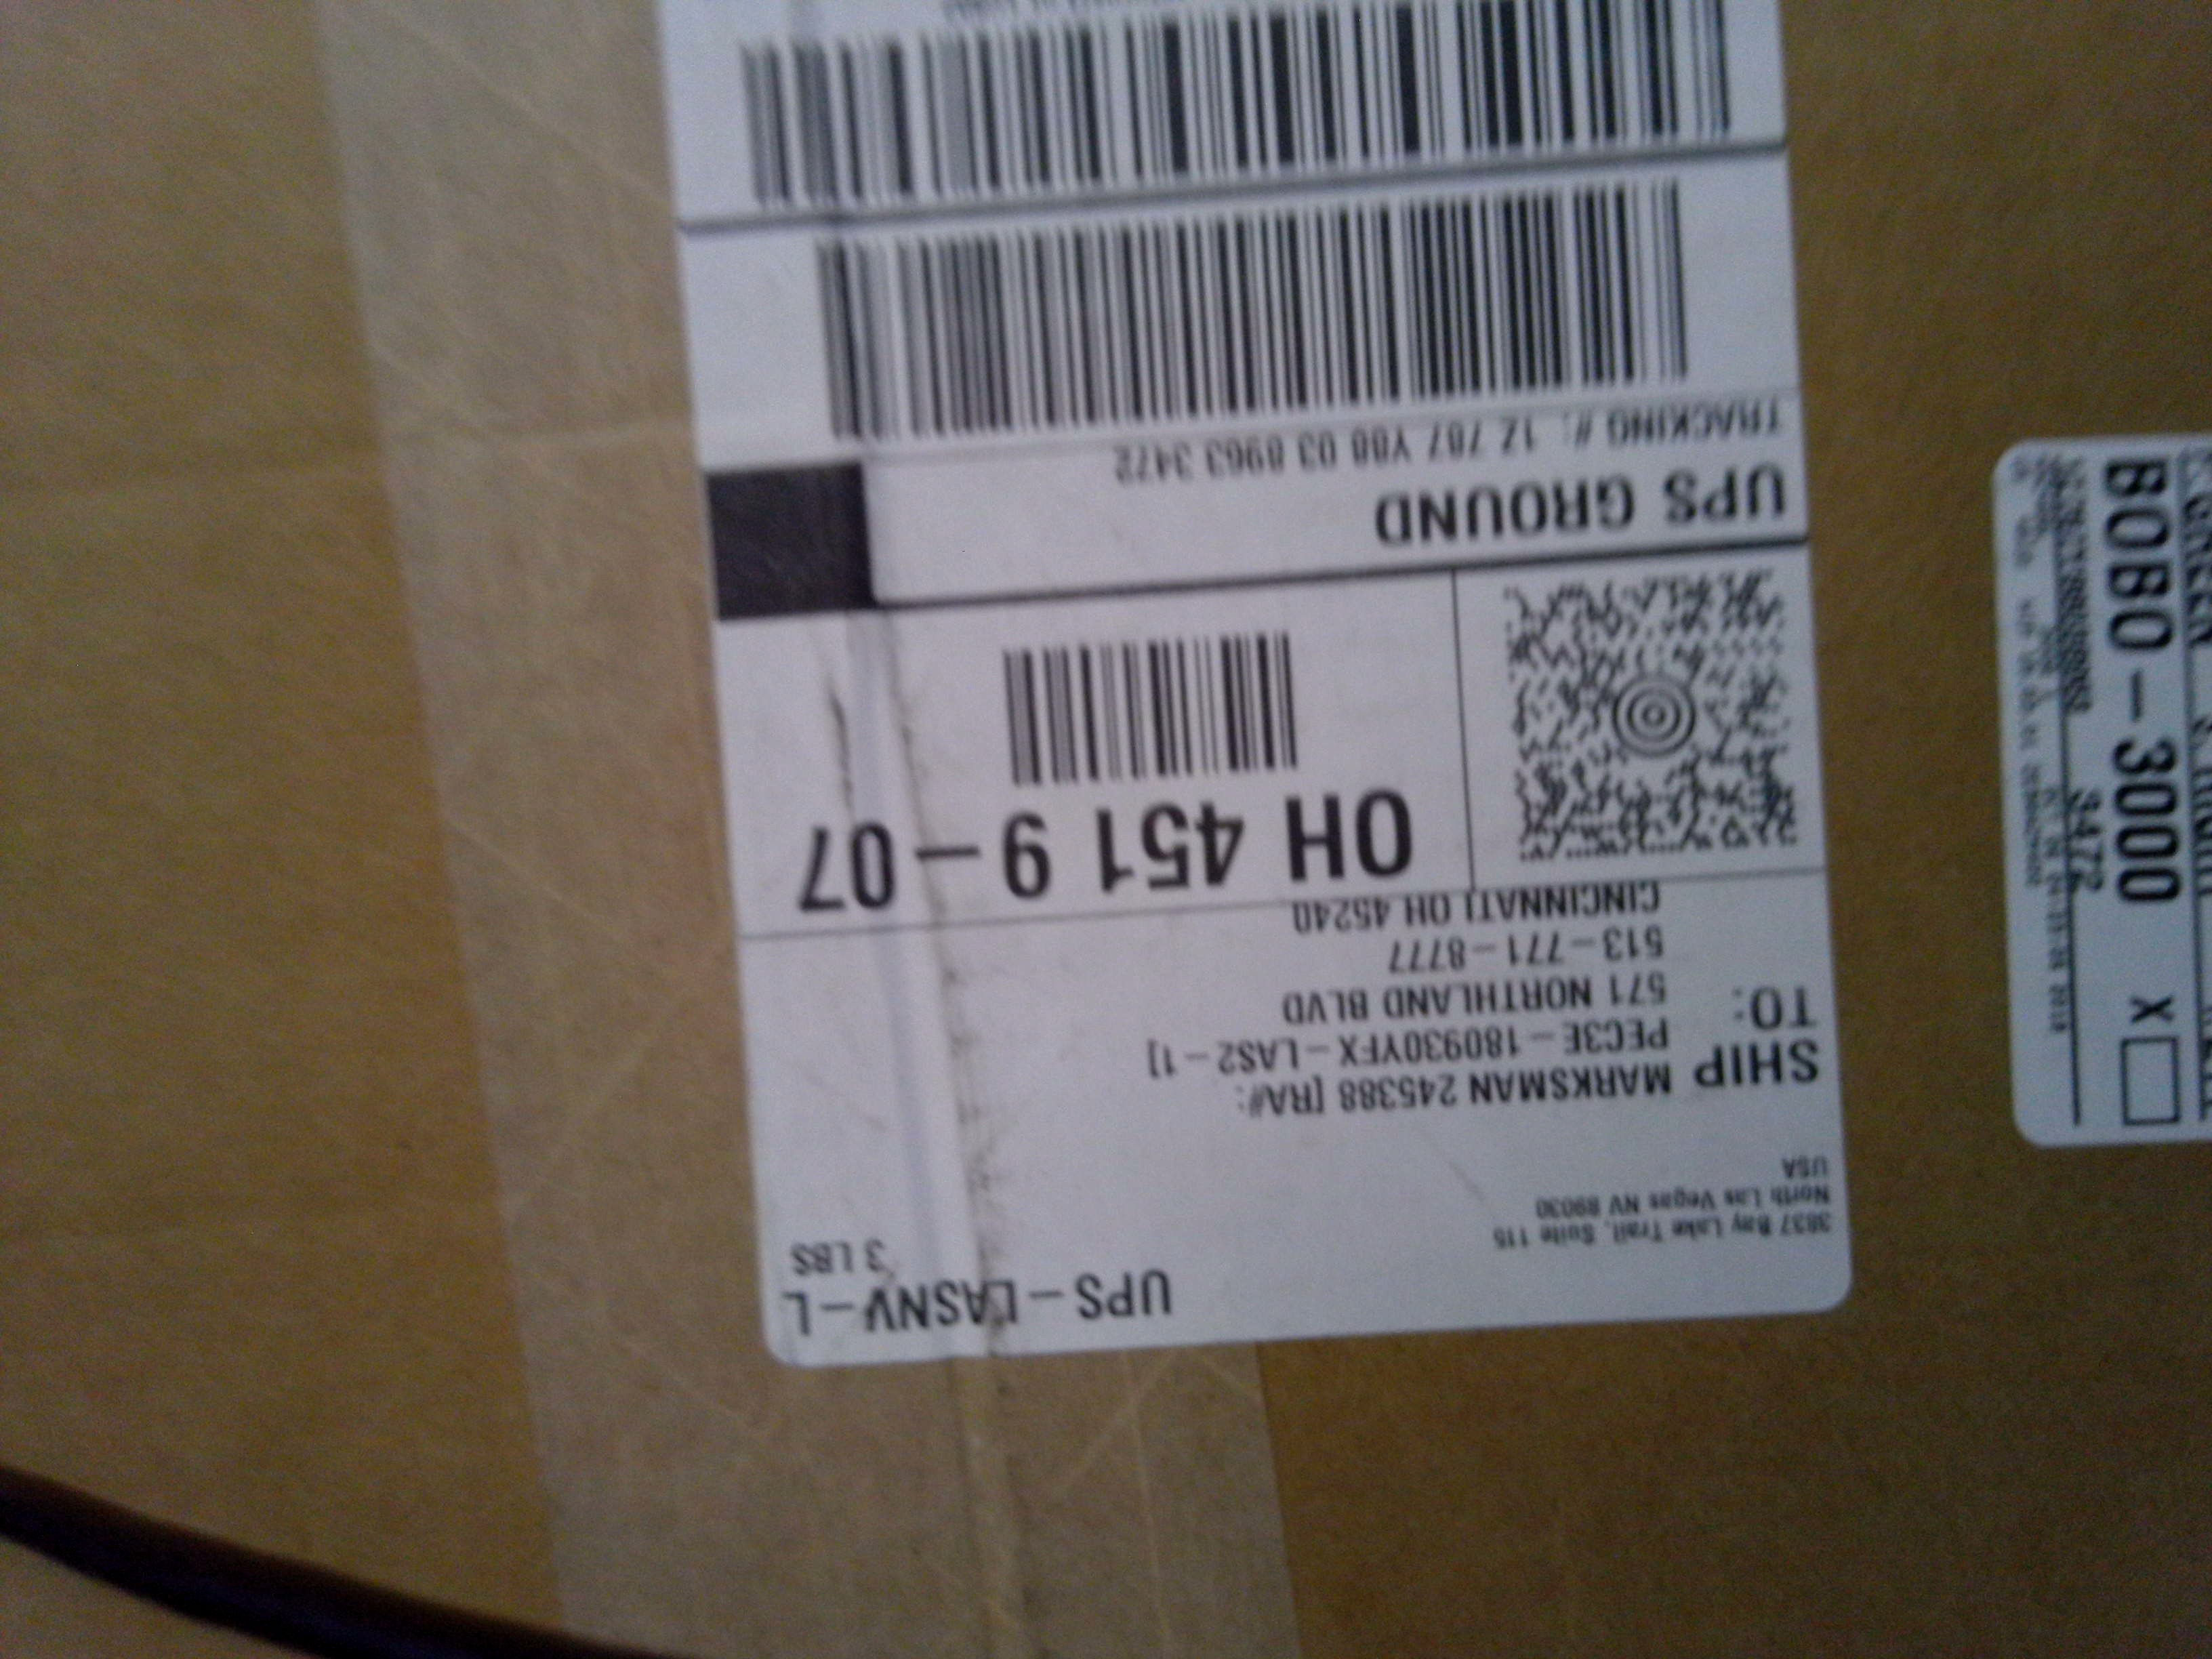 UPS-LASNV-L
3 LBS
3837 Bay Lake Trail, Suite 115
North Las Vegas NV 89030
USA
SHIP
TO:
MARKSMAN 245388 [RA#:
PEC3E-180930YFX-LAS2-1]
571 NORTHLAND BLVD
513-771-8777
CINCINNATI OH 45240
OH 451 9-07
UPS GROUND
TRACKING #: 1Z 787 Y88 03 8963 3472
BOBO-3000 X
3472